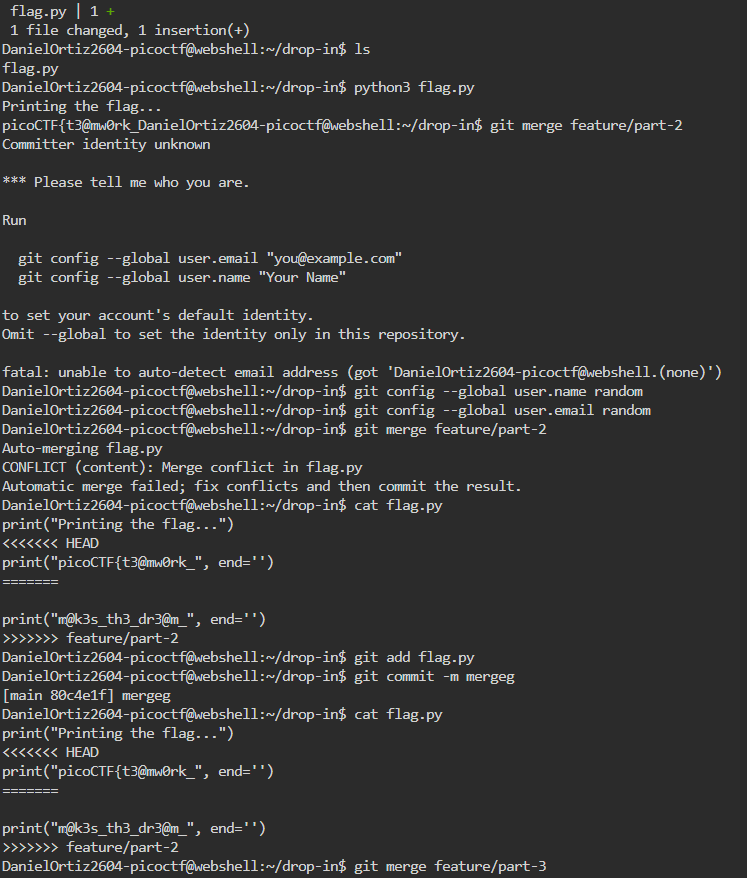 flag.py | 1 +
1 file changed, 1 insertion(+)
DanielOrtiz2604-picoctf@webshell:~/drop-in$ ls
flag.py
DanielOrtiz2604-picoctf@webshell:~/drop-in$ python3 flag.py
Printing the flag...
picoCTF{t3@mw0rk_DanielOrtiz2604-picoctf@webshell:~/drop-in$ git merge feature/part-2
Committer identity unknown
*** Please tell me who you are.
Run
git config --global user.email "you@example.com"
git config --global user.name "Your Name"
to set your account's default identity.
Omit --global to set the identity only in this repository.
fatal: unable to auto-detect email address (got 'DanielOrtiz2604-picoctf@webshell.(none)')
DanielOrtiz2604-picoctf@webshell:~/drop-in$ git config --global user.name random
DanielOrtiz2604-picoctf@webshell:~/drop-in$ git config --global user.email random
DanielOrtiz2604-picoctf@webshell:~/drop-in$ git merge feature/part-2
Auto-merging flag.py
CONFLICT (content): Merge conflict in flag.py
Automatic merge failed; fix conflicts and then commit the result.
DanielOrtiz2604-picoctf@webshell:~/drop-in$ cat flag.py
print("Printing the flag...")
<<<<<<< HEAD
print("picoCTF{t3@mw0rk_", end='')
=======
print("m@k3s_th3_dr3@m_", end='')
>>>>>>> feature/part-2
DanielOrtiz2604-picoctf@webshell:~/drop-in$ git add flag.py
DanielOrtiz2604-picoctf@webshell:~/drop-in$ git commit -m mergeg
[main 80c4e1f] mergeg
DanielOrtiz2604-picoctf@webshell:~/drop-in$ cat flag.py
print("Printing the flag...")
<<<<<<< HEAD
print("picoCTF{t3@mw0rk_", end='')
=======
print("m@k3s_th3_dr3@m_", end='')
>>>>>>> feature/part-2
DanielOrtiz2604-picoctf@webshell:~/drop-in$ git merge feature/part-3